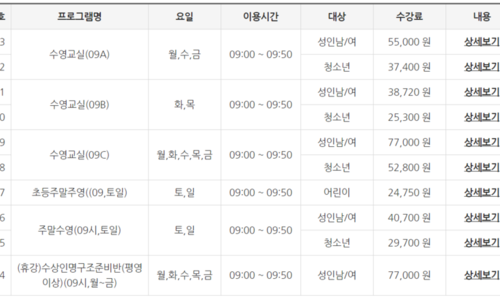 호 프로그램명 요일 이용시간 대상 수강료 내용
3 수영교실(09A) 월,수,금 09:00 ~ 09:50 성인남/여 55,000 원 상세보기
2 청소년 37,400 원 상세보기
1 수영교실(09B) 화,목 09:00 ~ 09:50 성인남/여 38,720 원 상세보기
0 청소년 25,300 원 상세보기
9 수영교실(09C) 월,화,수,목,금 09:00 ~ 09:50 성인남/여 77,000 원 상세보기
8 청소년 52,800 원 상세보기
7 초등주말주영((09,토일) 토,일 09:00 ~ 09:50 어린이 24,750 원 상세보기
6 주말수영(09시,토일) 토,일 09:00 ~ 09:50 성인남/여 40,700 원 상세보기
5 청소년 29,700 원 상세보기
4 (휴강)수상인명구조준비반(평영 월,화,수,목,금 09:00 ~ 09:50 성인남/여 77,000 원 상세보기
이상)(09시,월~금)